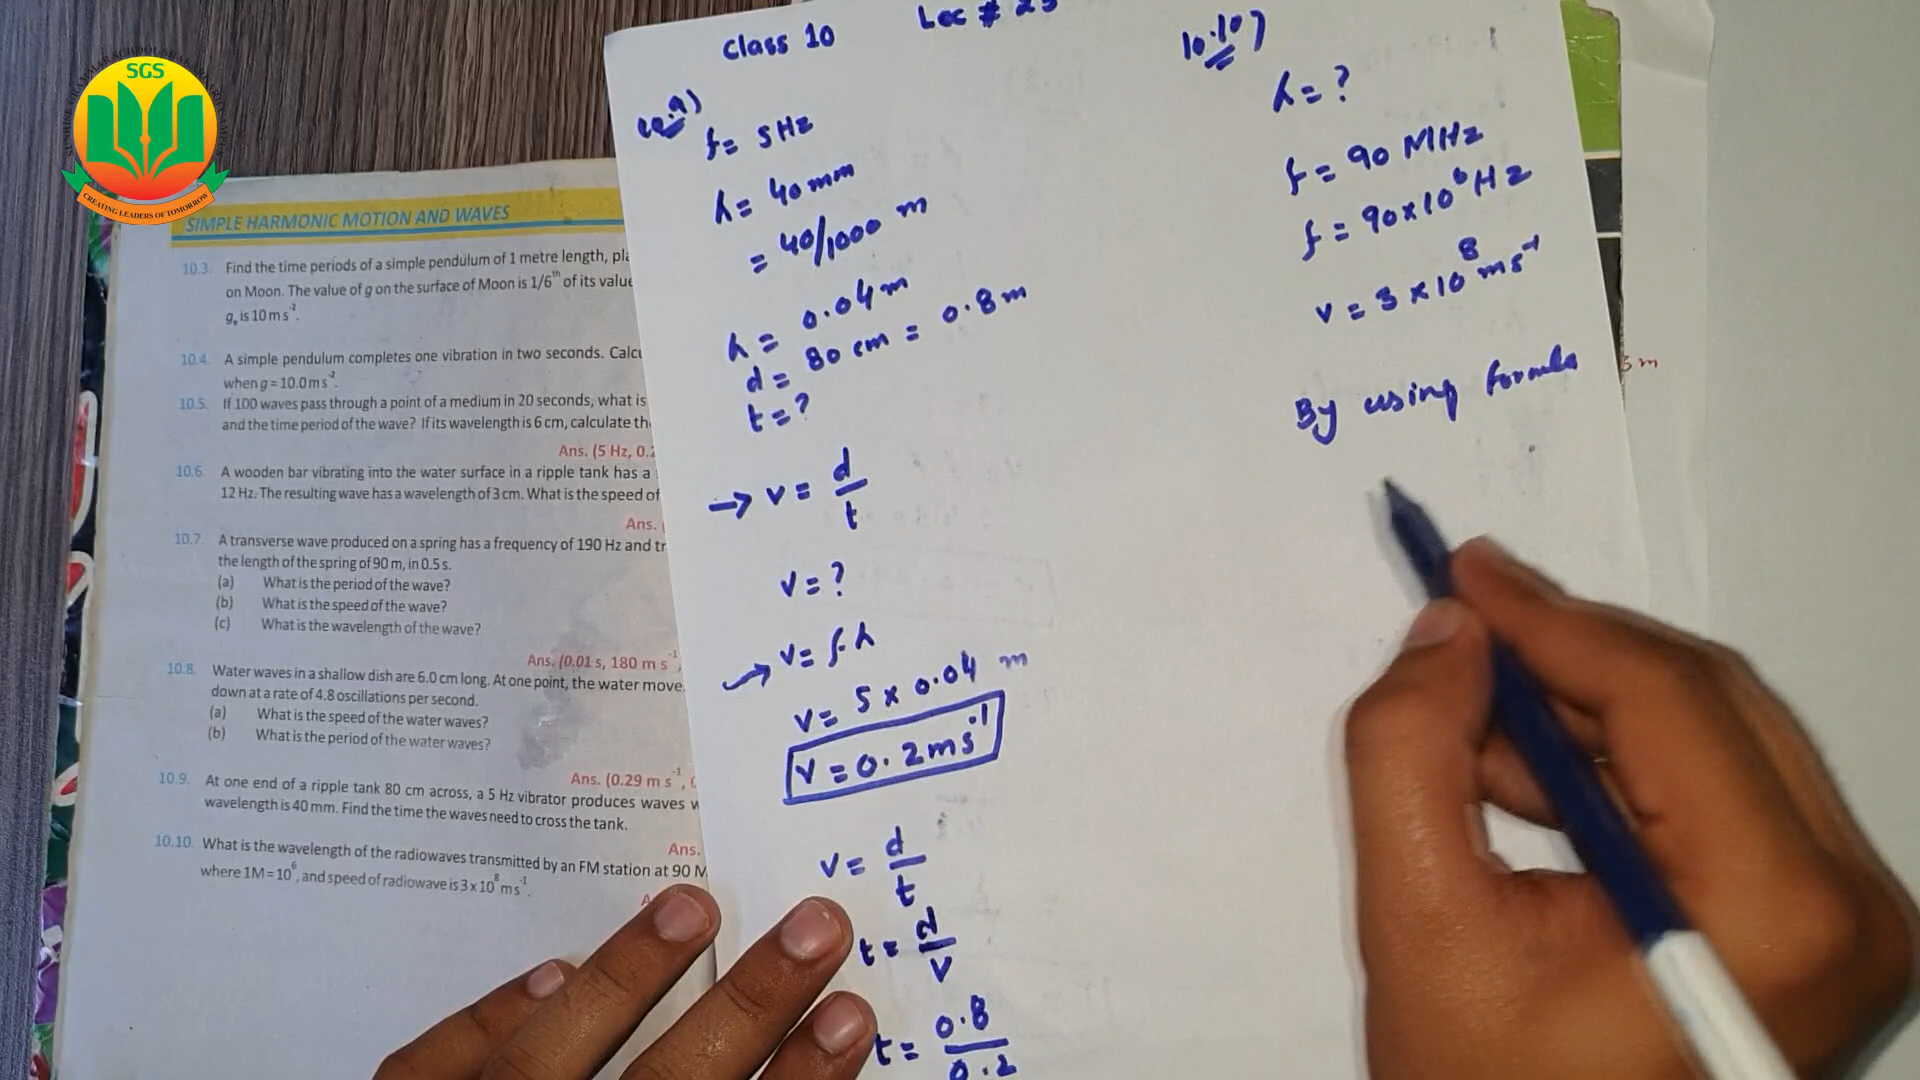 SGS
CREATING LEADERS OF TOMORROW
SIMPLE HARMONIC MOTION AND WAVES
10.3. Find the time periods of a simple pendulum of 1 metre length, pla
on Moon. The value of g on the surface of Moon is 1/6th of its value
gₑ is 10 m s⁻².
10.4. A simple pendulum completes one vibration in two seconds. Calcu
when g = 10.0 m s⁻².
10.5. If 100 waves pass through a point of a medium in 20 seconds, what is
and the time period of the wave? If its wavelength is 6 cm, calculate th
Ans. (5 Hz, 0.2
10.6. A wooden bar vibrating into the water surface in a ripple tank has a
12 Hz. The resulting wave has a wavelength of 3 cm. What is the speed of
Ans. (
10.7. A transverse wave produced on a spring has a frequency of 190 Hz and tr
the length of the spring of 90 m, in 0.5 s.
(a) What is the period of the wave?
(b) What is the speed of the wave?
(c) What is the wavelength of the wave?
Ans. (0.01 s, 180 m s⁻¹,
10.8. Water waves in a shallow dish are 6.0 cm long. At one point, the water move
down at a rate of 4.8 oscillations per second.
(a) What is the speed of the water waves?
(b) What is the period of the water waves?
Ans. (0.29 m s⁻¹, 0
10.9. At one end of a ripple tank 80 cm across, a 5 Hz vibrator produces waves w
wavelength is 40 mm. Find the time the waves need to cross the tank.
Ans.
10.10. What is the wavelength of the radiowaves transmitted by an FM station at 90 M
where 1M = 10⁶, and speed of radiowave is 3 x 10⁸ m s⁻¹.
A
Class 10 Lec #
10.9)
f = 5 Hz
λ = 40 mm
= 40/1000 m
λ = 0.04 m
d = 80 cm = 0.8 m
t = ?
→ v = d/t
v = ?
→ v = f λ
v = 5 × 0.04 m
v = 0.2 ms⁻¹
v = d/t
t = d/v
t = 0.8/0.2
10.10)
λ = ?
f = 90 MHz
f = 90×10⁶ Hz
v = 3 × 10⁸ ms⁻¹
By using formula
m